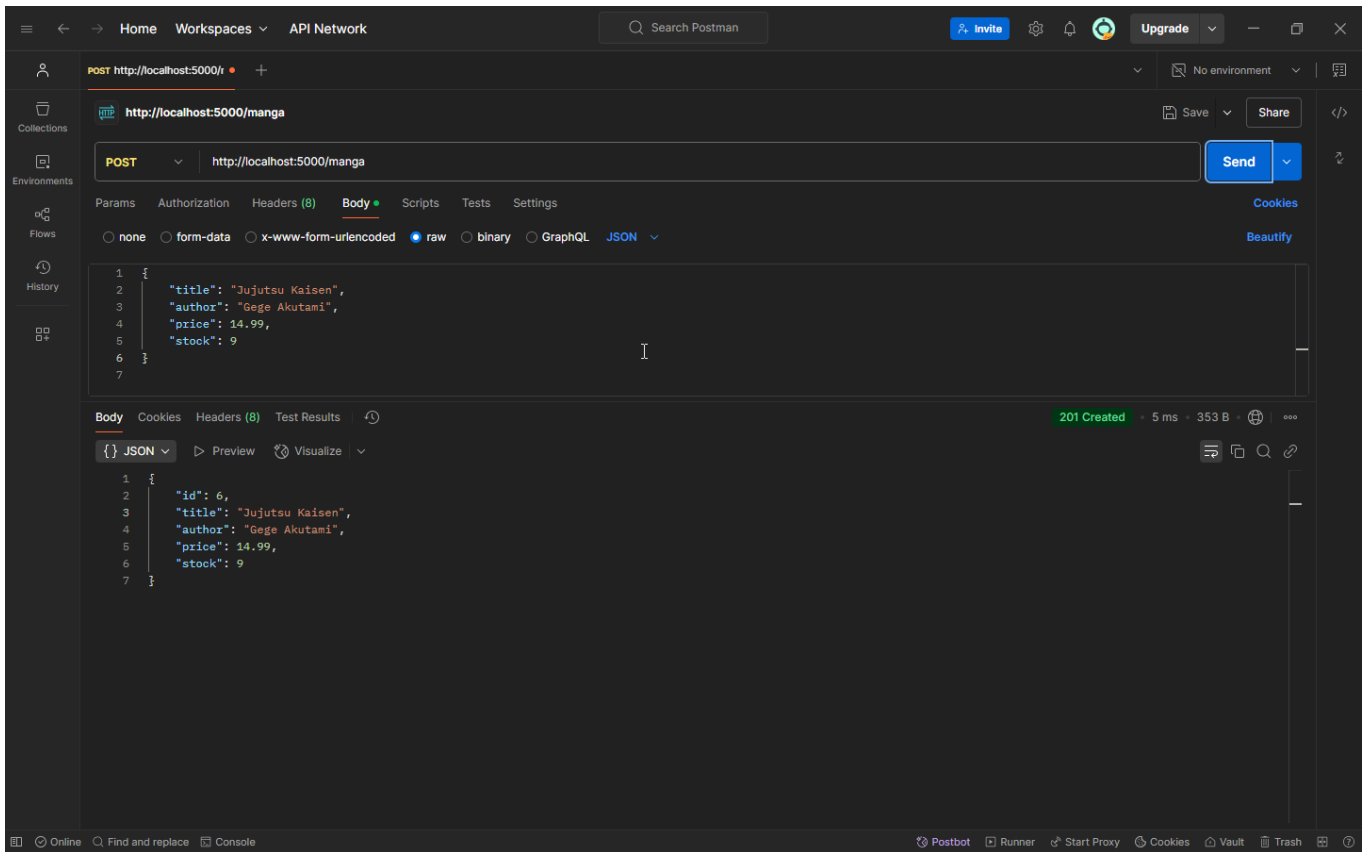 Home Workspaces API Network Search Postman Invite Upgrade
POST http://localhost:5000/r No environment
HTTP http://localhost:5000/manga Save Share
Collections
POST http://localhost:5000/manga Send
Environments
Params Authorization Headers (8) Body Scripts Tests Settings Cookies
Flows
none form-data x-www-form-urlencoded raw binary GraphQL JSON Beautify
History
1 {
2 "title": "Jujutsu Kaisen",
3 "author": "Gege Akutami",
4 "price": 14.99,
5 "stock": 9
6 }
7
Body Cookies Headers (8) Test Results 201 Created 5 ms 353 B
{} JSON Preview Visualize
1 {
2 "id": 6,
3 "title": "Jujutsu Kaisen",
4 "author": "Gege Akutami",
5 "price": 14.99,
6 "stock": 9
7 }
Online Find and replace Console Postbot Runner Start Proxy Cookies Vault Trash